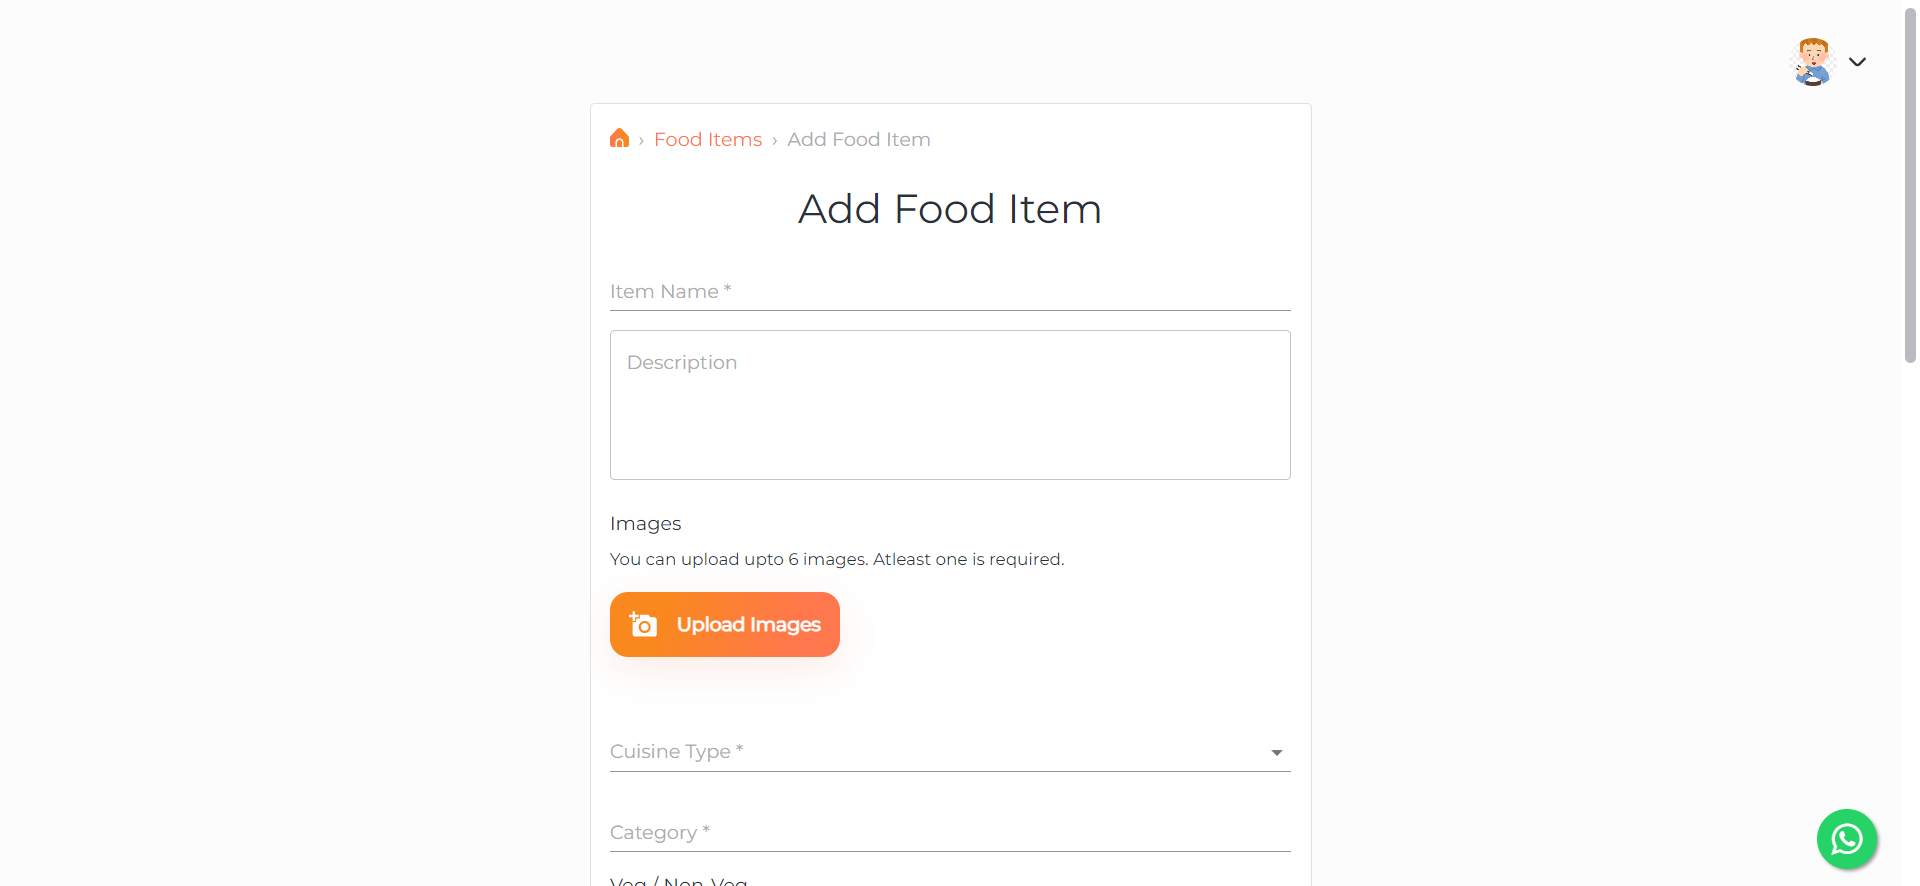 › Food Items › Add Food Item
Add Food Item
Item Name *
Description
Images
You can upload upto 6 images. Atleast one is required.
Upload Images
Cuisine Type *
Category *
Veg / Non-Veg